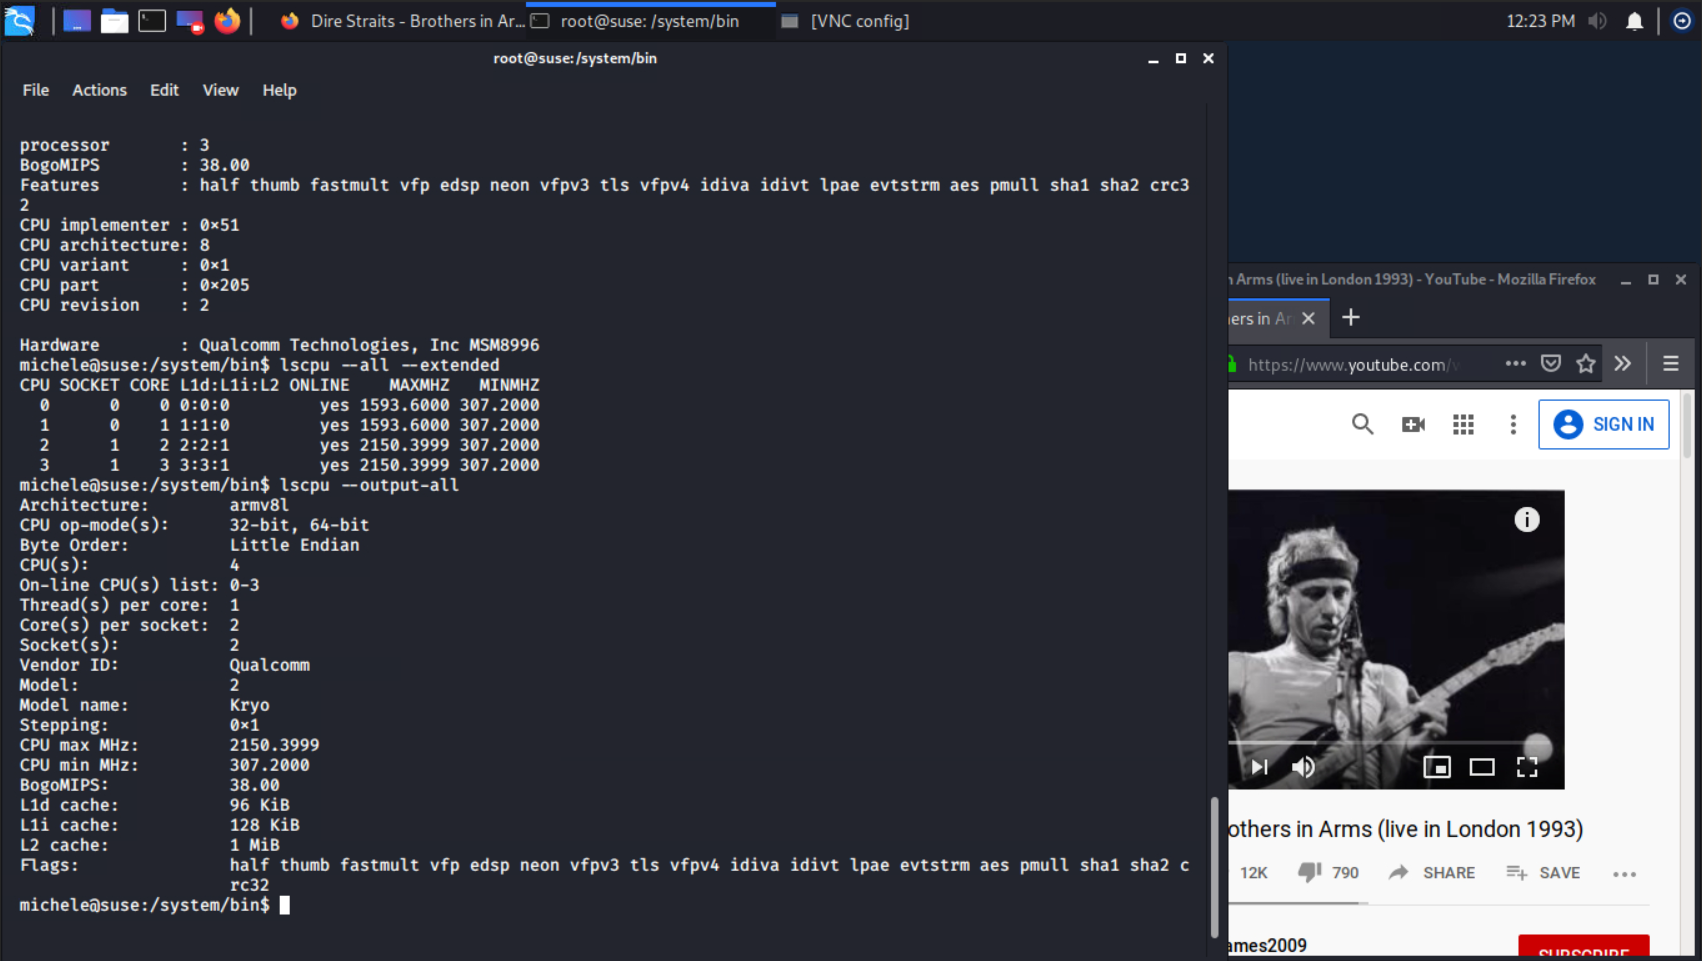 Dire Straits - Brothers in Ar...
root@suse: /system/bin
[VNC config]
12:23 PM
root@suse:/system/bin
File Actions Edit View Help
processor : 3
BogoMIPS : 38.00
Features : half thumb fastmult vfp edsp neon vfpv3 tls vfpv4 idiva idivt lpae evtstrm aes pmull sha1 sha2 crc3
2
CPU implementer : 0×51
CPU architecture: 8
CPU variant : 0×1
CPU part : 0×205
CPU revision : 2
Hardware : Qualcomm Technologies, Inc MSM8996
michele@suse:/system/bin$ lscpu --all --extended
CPU SOCKET CORE L1d:L1i:L2 ONLINE MAXMHZ MINMHZ
0 0 0 0:0:0 yes 1593.6000 307.2000
1 0 1 1:1:0 yes 1593.6000 307.2000
2 1 2 2:2:1 yes 2150.3999 307.2000
3 1 3 3:3:1 yes 2150.3999 307.2000
michele@suse:/system/bin$ lscpu --output-all
Architecture: armv8l
CPU op-mode(s): 32-bit, 64-bit
Byte Order: Little Endian
CPU(s): 4
On-line CPU(s) list: 0-3
Thread(s) per core: 1
Core(s) per socket: 2
Socket(s): 2
Vendor ID: Qualcomm
Model: 2
Model name: Kryo
Stepping: 0×1
CPU max MHz: 2150.3999
CPU min MHz: 307.2000
BogoMIPS: 38.00
L1d cache: 96 KiB
L1i cache: 128 KiB
L2 cache: 1 MiB
Flags: half thumb fastmult vfp edsp neon vfpv3 tls vfpv4 idiva idivt lpae evtstrm aes pmull sha1 sha2 c
rc32
michele@suse:/system/bin$
n Arms (live in London 1993) - YouTube - Mozilla Firefox
ers in Ar
https://www.youtube.com/
SIGN IN
others in Arms (live in London 1993)
12K 790 SHARE SAVE
ames2009
SUBSCRIBE